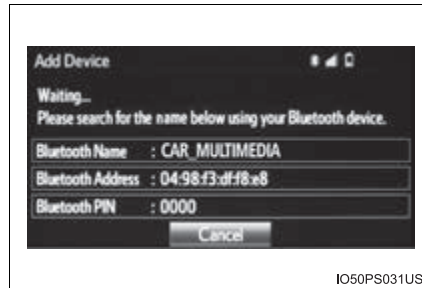 Add Device
Waiting...
Please search for the name below using your Bluetooth device.
Bluetooth Name : CAR_MULTIMEDIA
Bluetooth Address : 04:98:f3:df:f8:e8
Bluetooth PIN : 0000
Cancel
IO50PS031US